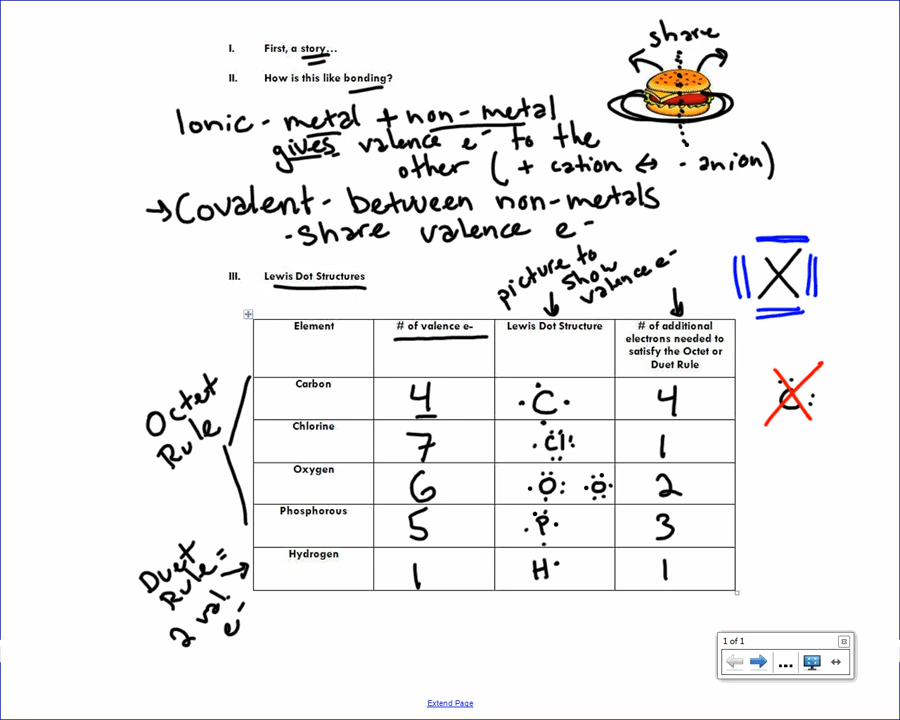 share
I. First, a story...
II. How is this like bonding?
Ionic - metal + non-metal
gives valence e- to the
other (+ cation ↔ - anion)
→ Covalent - between non-metals
- share valence e-
III. Lewis Dot Structures
picture to
show
valence e-
X
Element # of valence e- Lewis Dot Structure # of additional
electrons needed to
satisfy the Octet or
Duet Rule
Octet
Rule
Carbon 4 C 4
C
Chlorine 7 Cl 1
Oxygen 6 O O 2
Phosphorous 5 P 3
Hydrogen 1 H 1
Duet
Rule =
2 val
e-
1 of 1
...
Extend Page